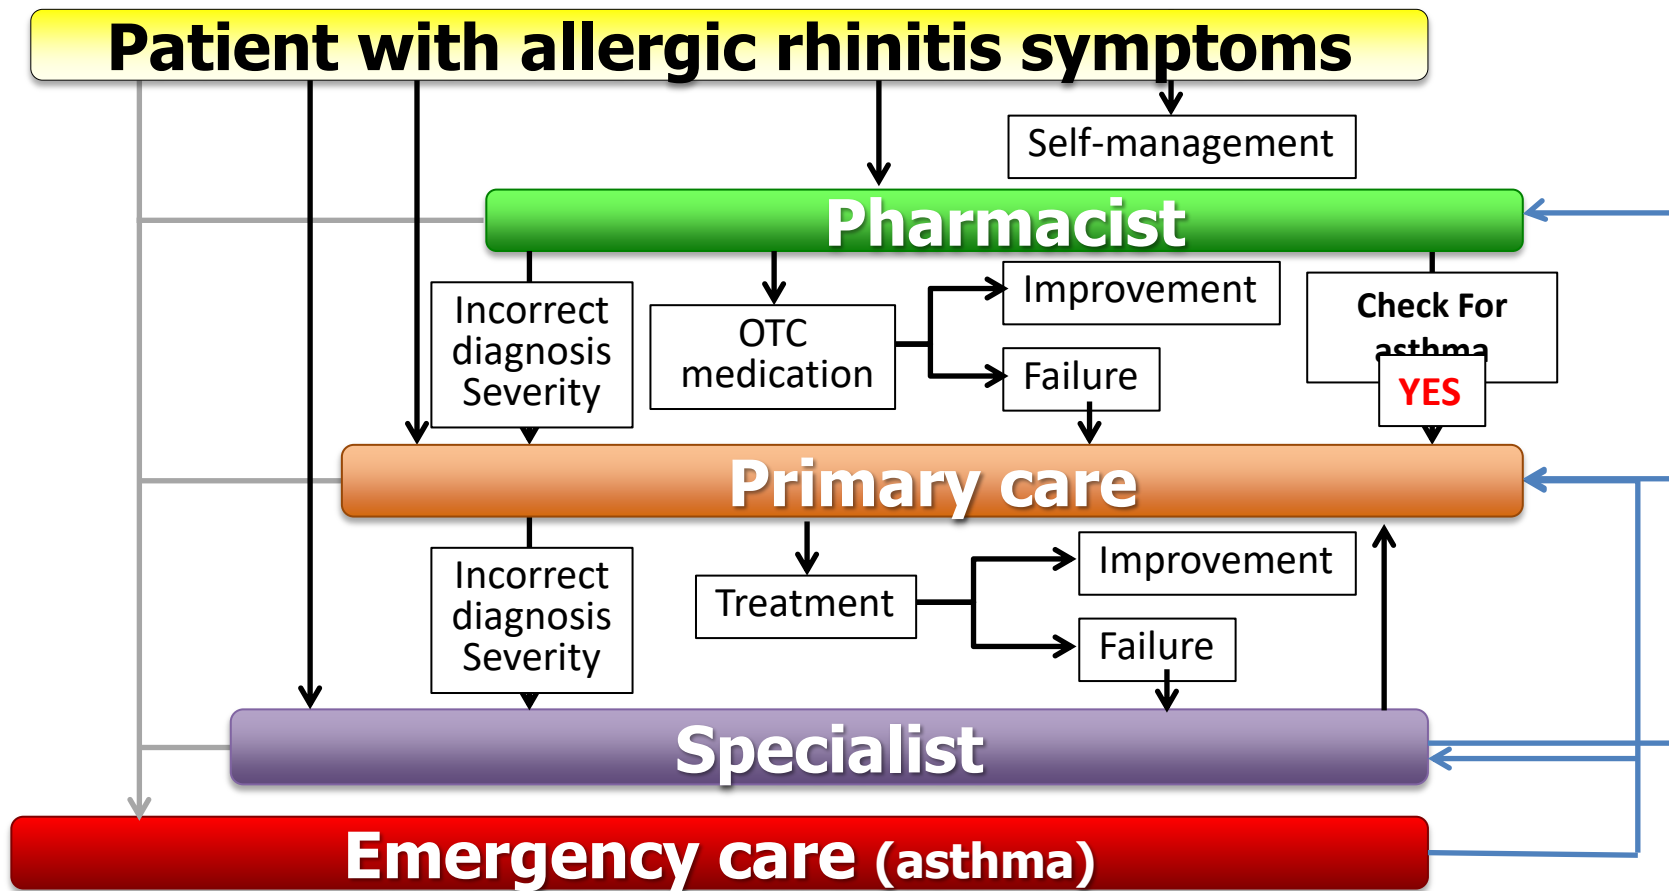 Patient with allergic rhinitis symptoms
Self-management
Pharmacist
Incorrect
diagnosis
Severity
OTC
medication
Improvement
Failure
Check For
asthma
YES
Primary care
Incorrect
diagnosis
Severity
Treatment
Improvement
Failure
Specialist
Emergency care (asthma)